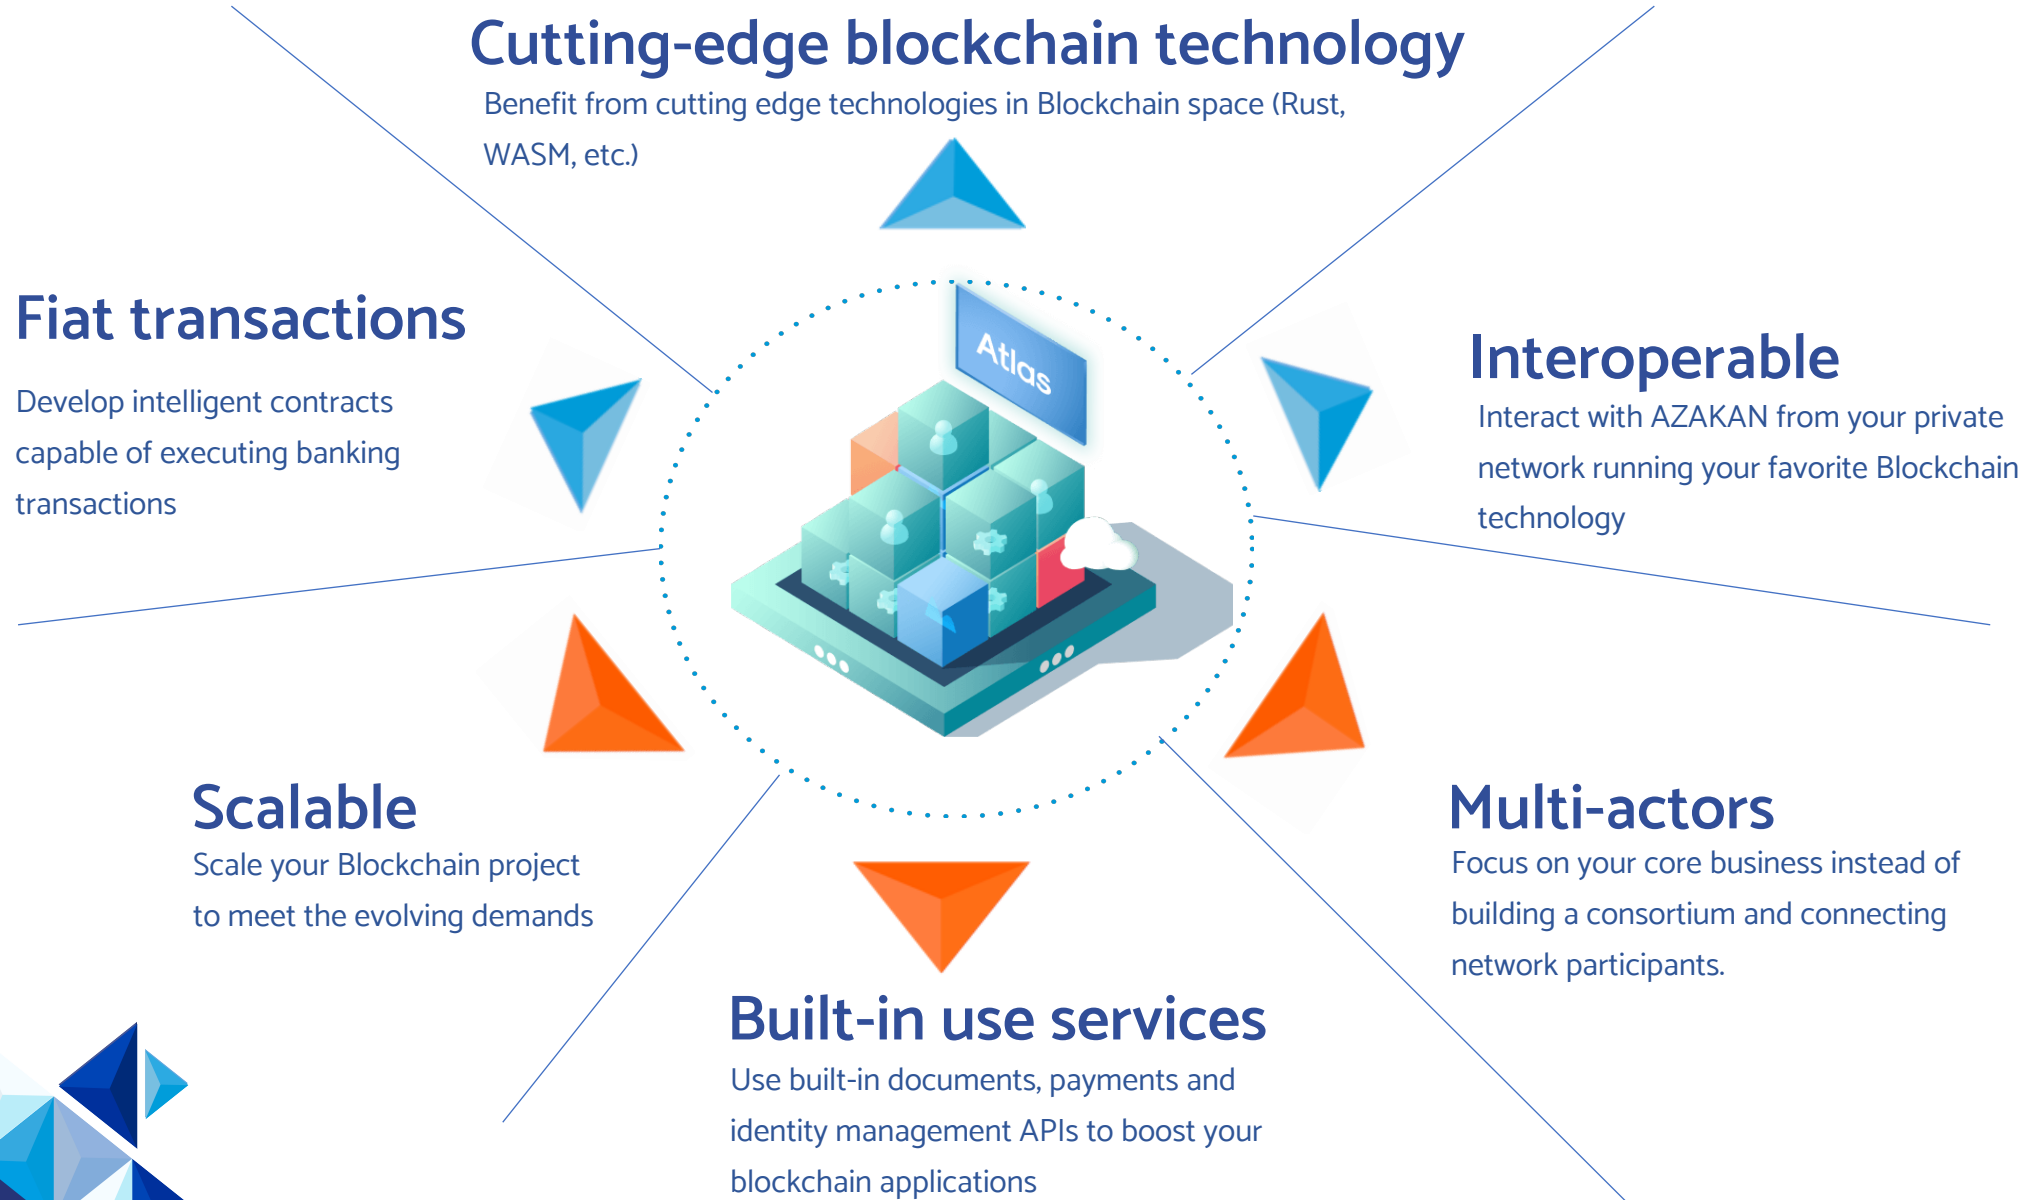 Cutting-edge blockchain technology
Benefit from cutting edge technologies in Blockchain space (Rust,
WASM, etc.)
Fiat transactions
Develop intelligent contracts
capable of executing banking
transactions
Atlas
Interoperable
Interact with AZAKAN from your private
network running your favorite Blockchain
technology
Scalable
Scale your Blockchain project
to meet the evolving demands
Multi-actors
Focus on your core business instead of
building a consortium and connecting
network participants.
Built-in use services
Use built-in documents, payments and
identity management APIs to boost your
blockchain applications